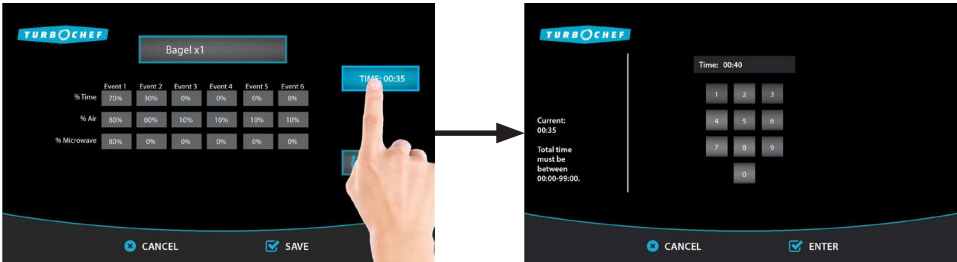 TURBOCHEF
Bagel x1
TIME: 00:35
Event 1 Event 2 Event 3 Event 4 Event 5 Event 6
% Time 70% 30% 0% 0% 0% 0%
% Air 80% 80% 10% 10% 10% 10%
% Microwave 80% 0% 0% 0% 0% 0%
CANCEL SAVE
TURBOCHEF
Time: 00:40
1 2 3
4 5 6
7 8 9
0
Current:
00:35
Total time
must be
between
00:00-99:00.
CANCEL ENTER